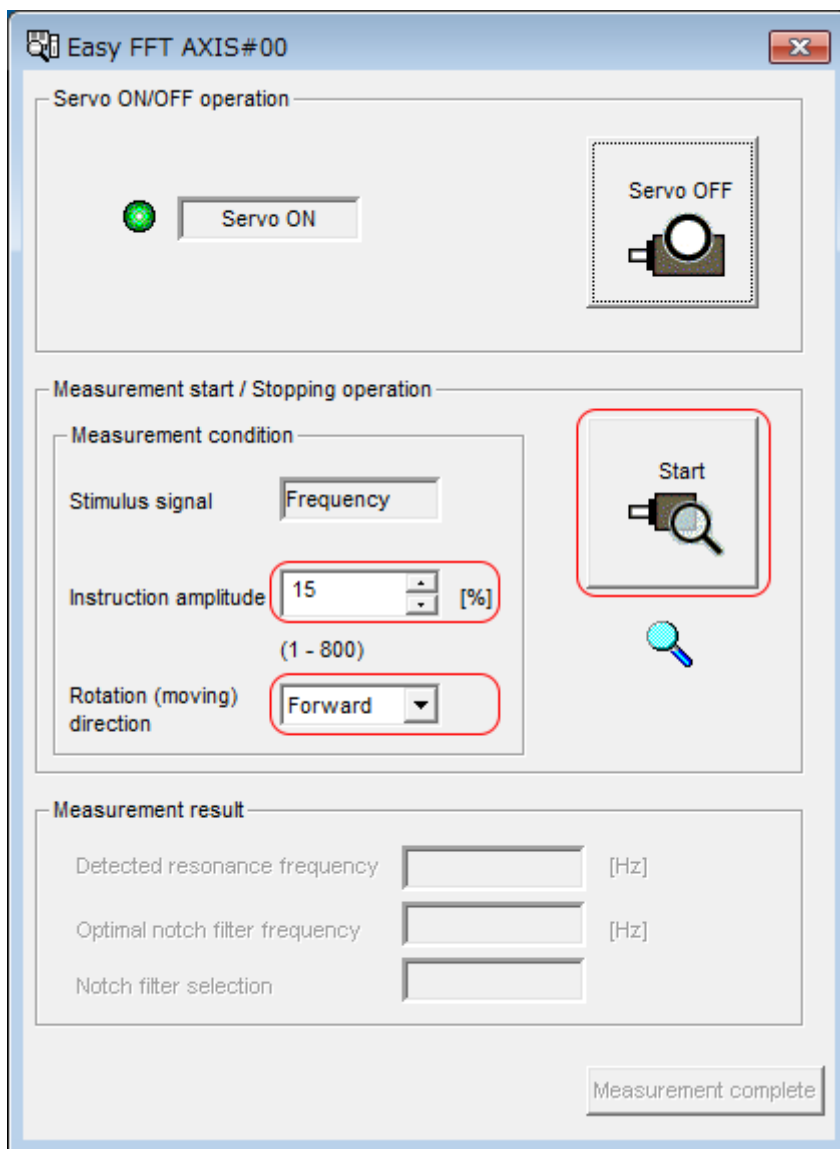 Easy FFT AXIS#00
Servo ON/OFF operation
Servo ON
Servo OFF
Measurement start / Stopping operation
Measurement condition
Stimulus signal
Frequency
Start
Instruction amplitude
15
[%]
(1 - 800)
Rotation (moving)
direction
Forward
Measurement result
Detected resonance frequency
[Hz]
Optimal notch filter frequency
[Hz]
Notch filter selection
Measurement complete